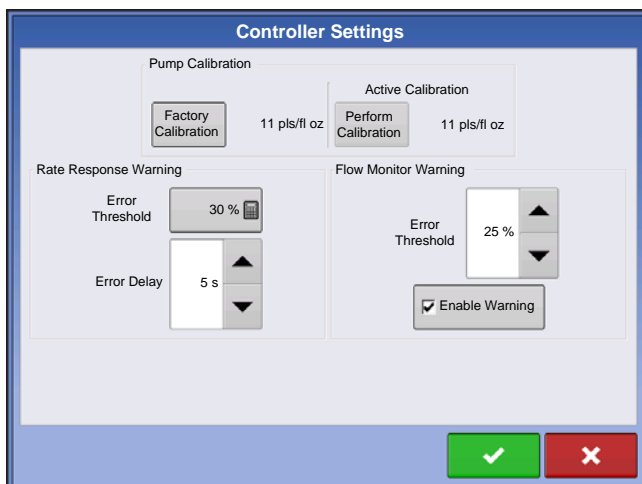 Controller Settings
Pump Calibration
Active Calibration
Factory
Calibration
11 pls/fl oz
Perform
Calibration
11 pls/fl oz
Rate Response Warning
Error
Threshold
30 %
Error Delay
5 s
Flow Monitor Warning
Error
Threshold
25 %
Enable Warning